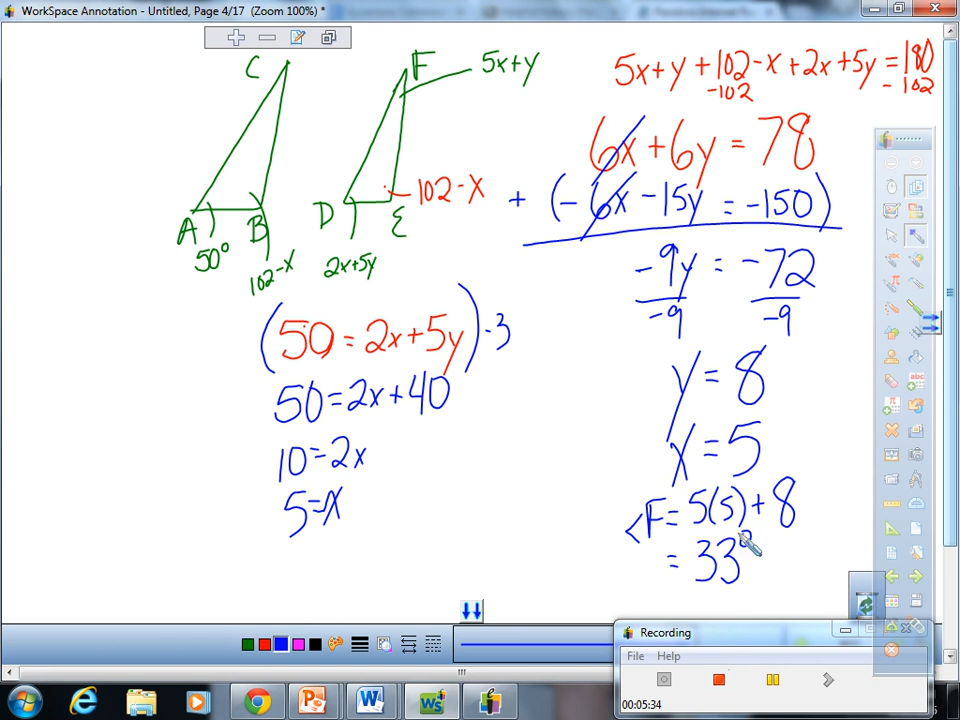 WorkSpace Annotation - Untitled, Page 4/17 (Zoom 100%) *
C
F
5x+y
5x+y+102-x+2x+5y=180
-102
-102
6x+6y=78
102-x
+ (-6x-15y=-150)
A
B
D
E
50°
102-x
2x+5y
-9y=-72
-9
-9
(50=2x+5y)·-3
50=2x+40
y=8
10=2x
x=5
5=x
<F=5(5)+8
=33°
Recording
File Help
00:05:34